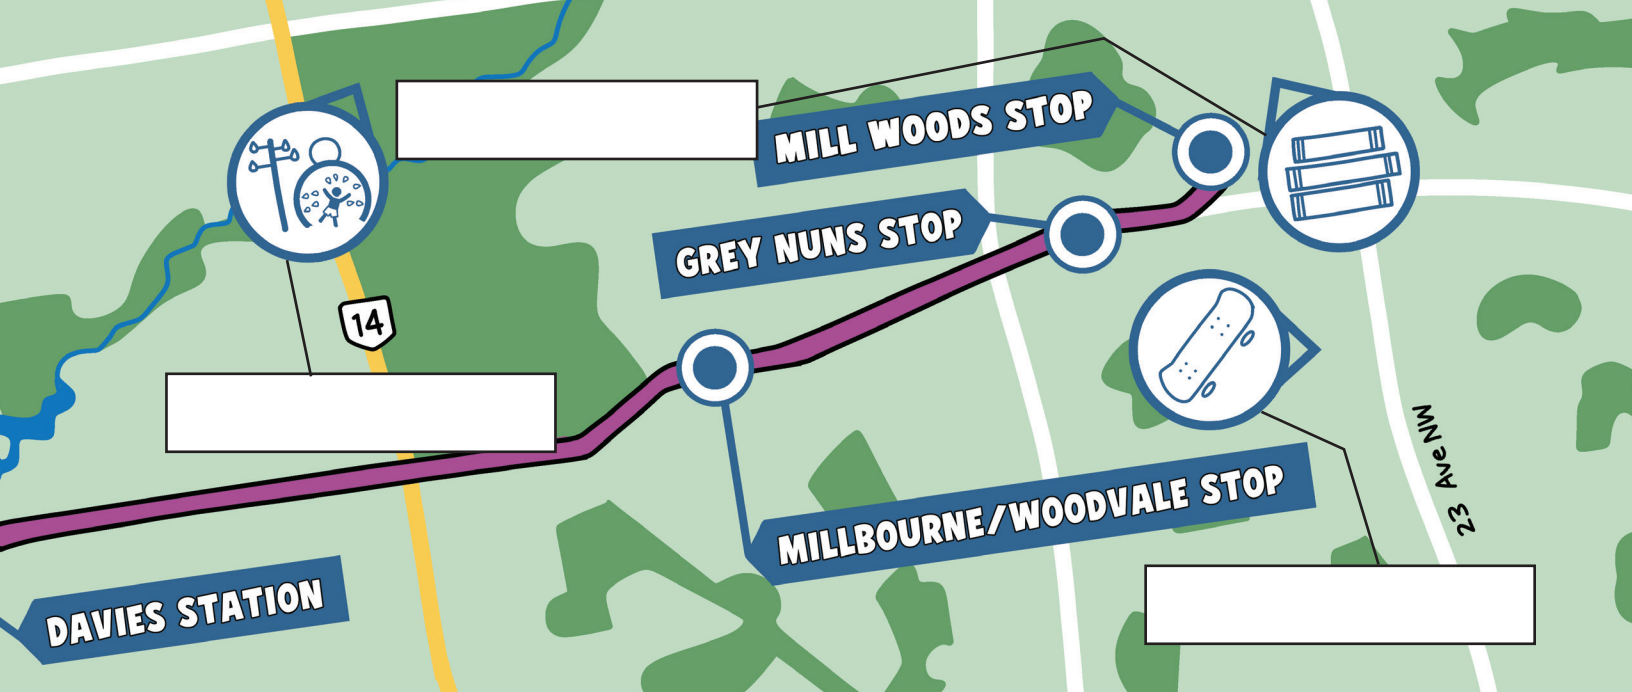 MILL WOODS STOP
GREY NUNS STOP
14
23 Ave NW
MILLBOURNE/WOODVALE STOP
DAVIES STATION